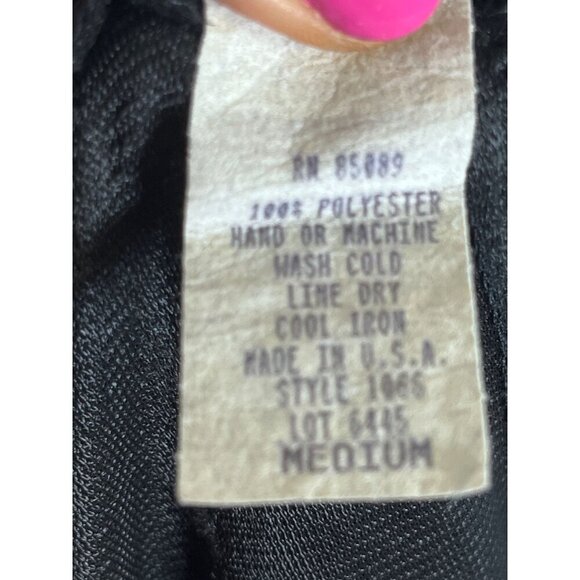 RN 85089
100% POLYESTER
HAND OR MACHINE
WASH COLD
LINE DRY
COOL IRON
MADE IN U.S.A.
STYLE 1086
LOT 6445
MEDIUM